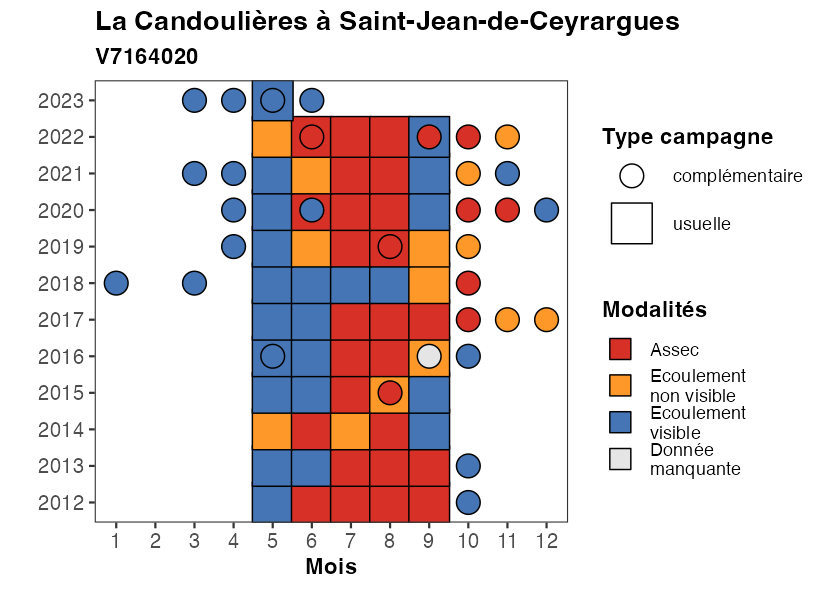 La Candoulières à Saint-Jean-de-Ceyrargues
V7164020
2023
2022
2021
2020
2019
2018
2017
2016
2015
2014
2013
2012
1 2 3 4 5 6 7 8 9 10 11 12
Mois
Type campagne
complémentaire
usuelle
Modalités
Assec
Ecoulement
non visible
Ecoulement
visible
Donnée
manquante